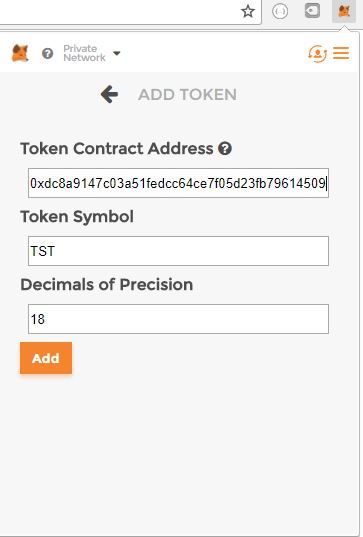 Private
Network
ADD TOKEN
Token Contract Address
0xdc8a9147c03a51fedcc64ce7f05d23fb79614509
Token Symbol
TST
Decimals of Precision
18
Add